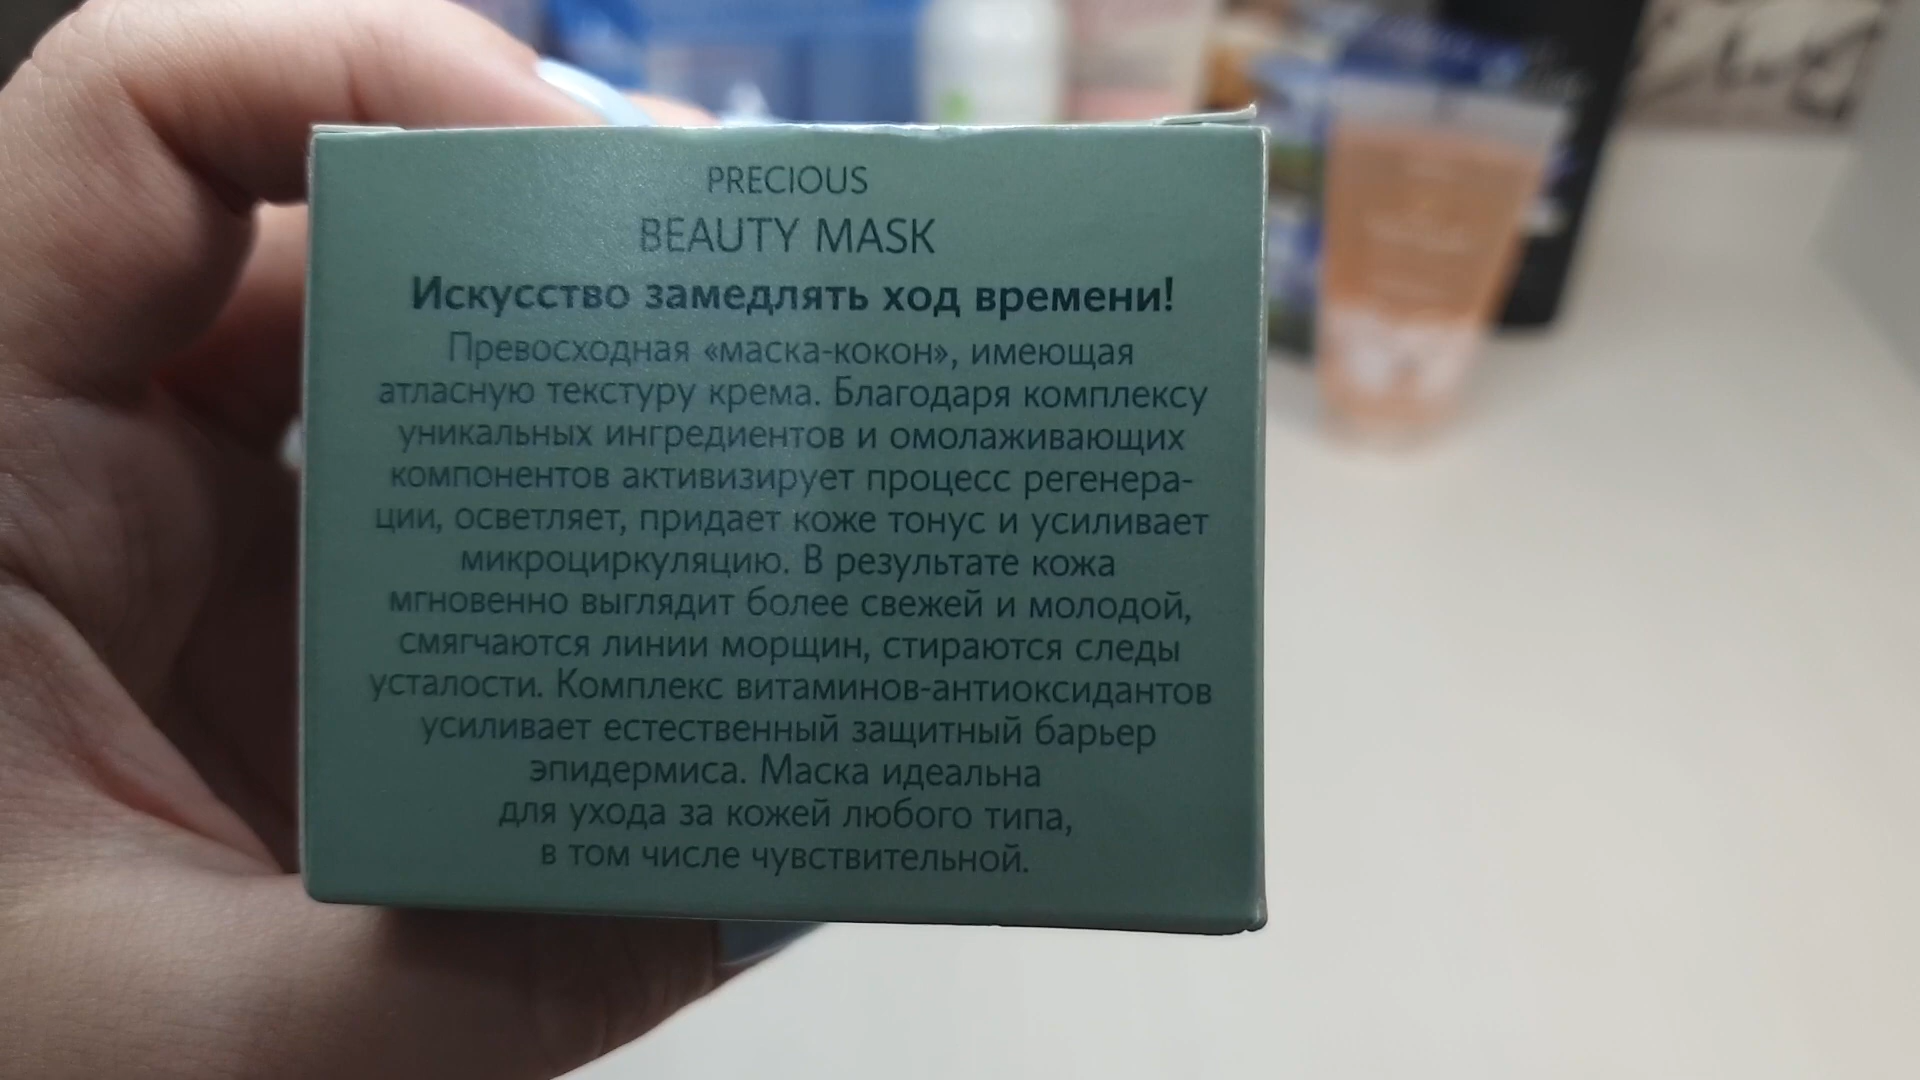 PRECIOUS
BEAUTY MASK
Искусство замедлять ход времени!
Превосходная «маска-кокон», имеющая
атласную текстуру крема. Благодаря комплексу
уникальных ингредиентов и омолаживающих
компонентов активизирует процесс регенера-
ции, осветляет, придает коже тонус и усиливает
микроциркуляцию. В результате кожа
мгновенно выглядит более свежей и молодой,
смягчаются линии морщин, стираются следы
усталости. Комплекс витаминов-антиоксидантов
усиливает естественный защитный барьер
эпидермиса. Маска идеальна
для ухода за кожей любого типа,
в том числе чувствительной.